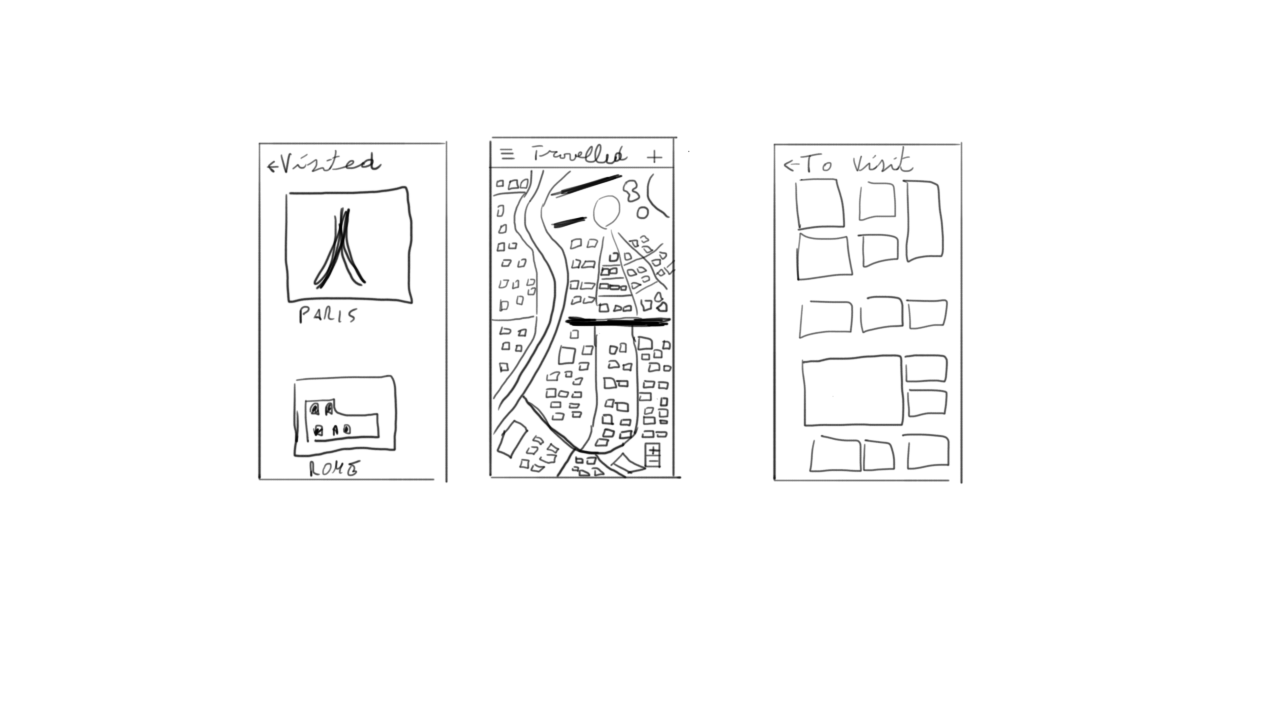 ←Visited
PARIS
ROME
≡ Travelled +
+
−
←To visit